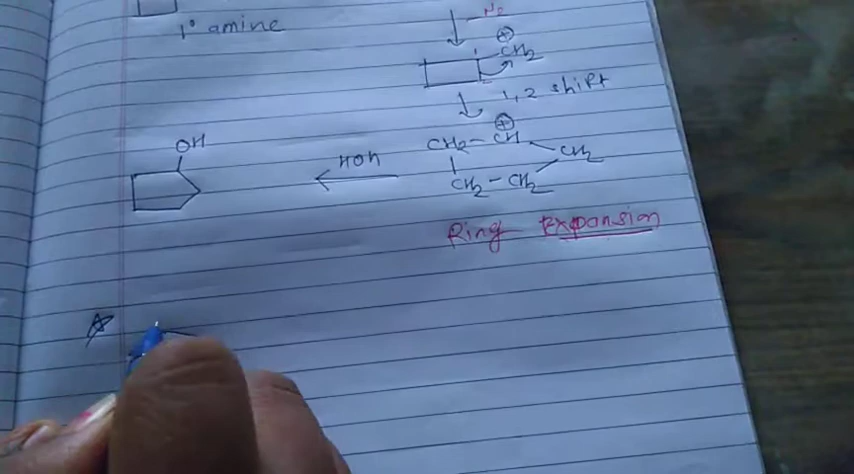 1° amine
N₂
⊕
CH₂
1,2 shift
⊕
CH₂ - CH
CH₂
CH₂ - CH₂
OH
HOH
Ring Expansion